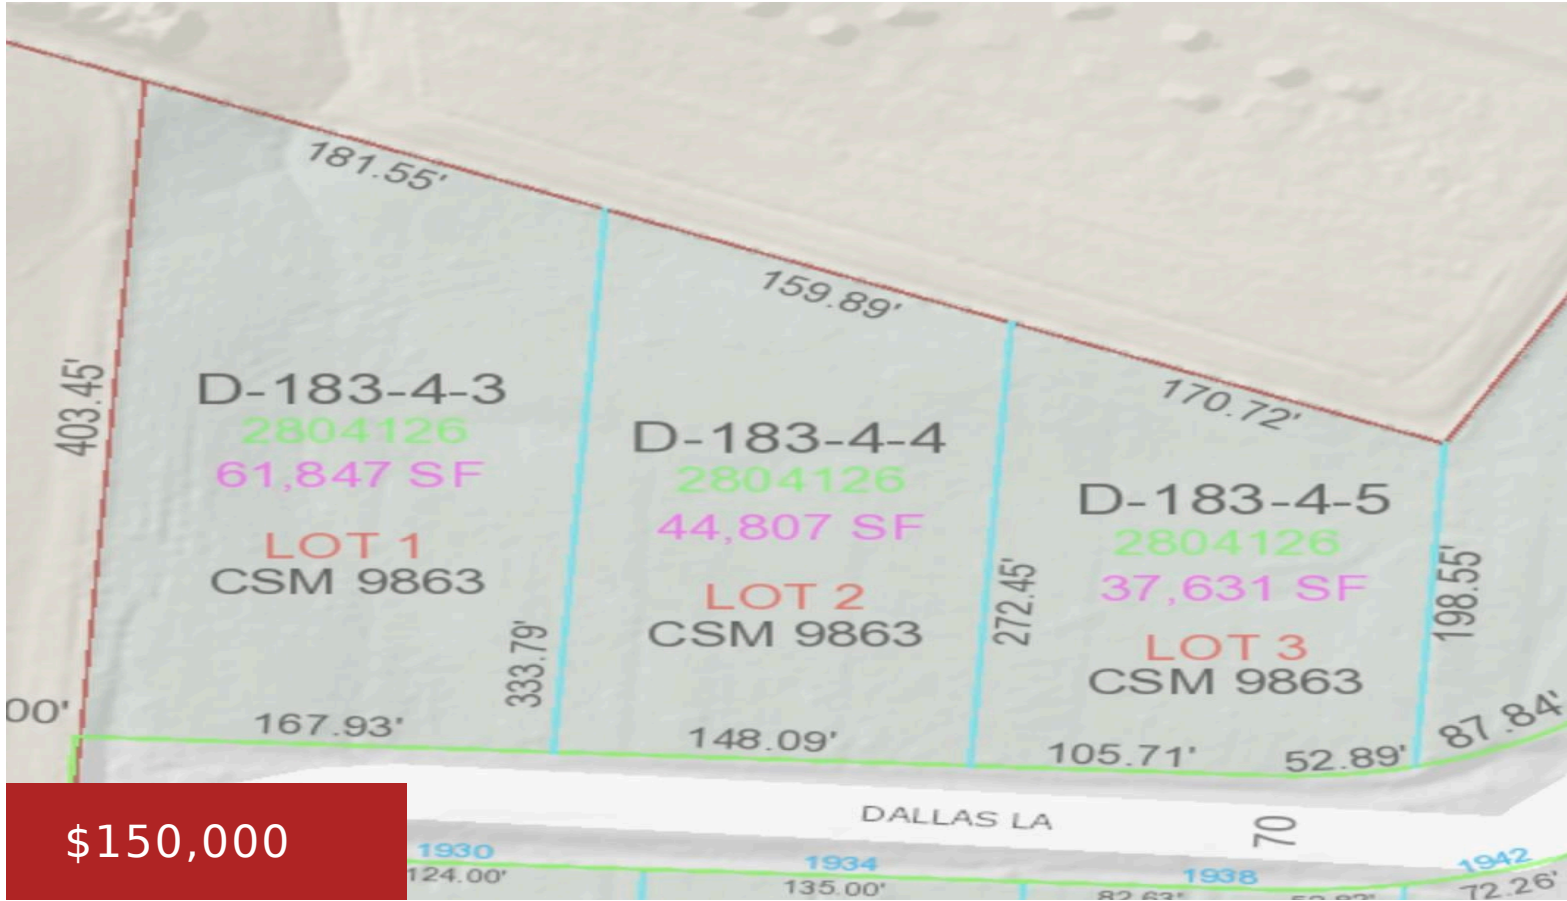 181.55'
159.89'
170.72'
403.45'
D-183-4-3
2804126
61,847 SF
LOT 1
CSM 9863
333.79'
167.93'
D-183-4-4
2804126
44,807 SF
LOT 2
CSM 9863
272.45'
148.09'
D-183-4-5
2804126
37,631 SF
LOT 3
CSM 9863
198.55'
105.71'
52.89'
87.84'
00'
DALLAS LA
70
$150,000
1930
1934
1938
1942
124.00'
135.00'
82.63'
72.26'